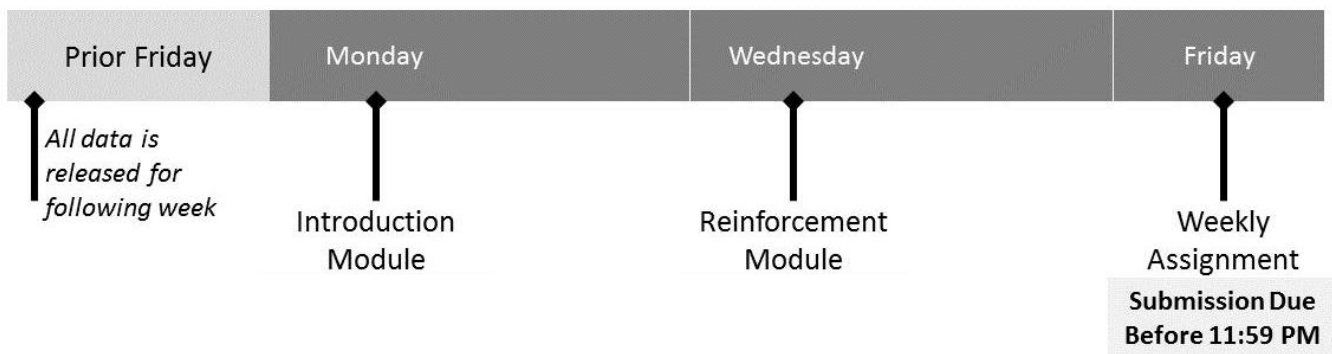 Prior Friday
Monday
Wednesday
Friday
All data is
released for
following week
Introduction
Module
Reinforcement
Module
Weekly
Assignment
Submission Due
Before 11:59 PM